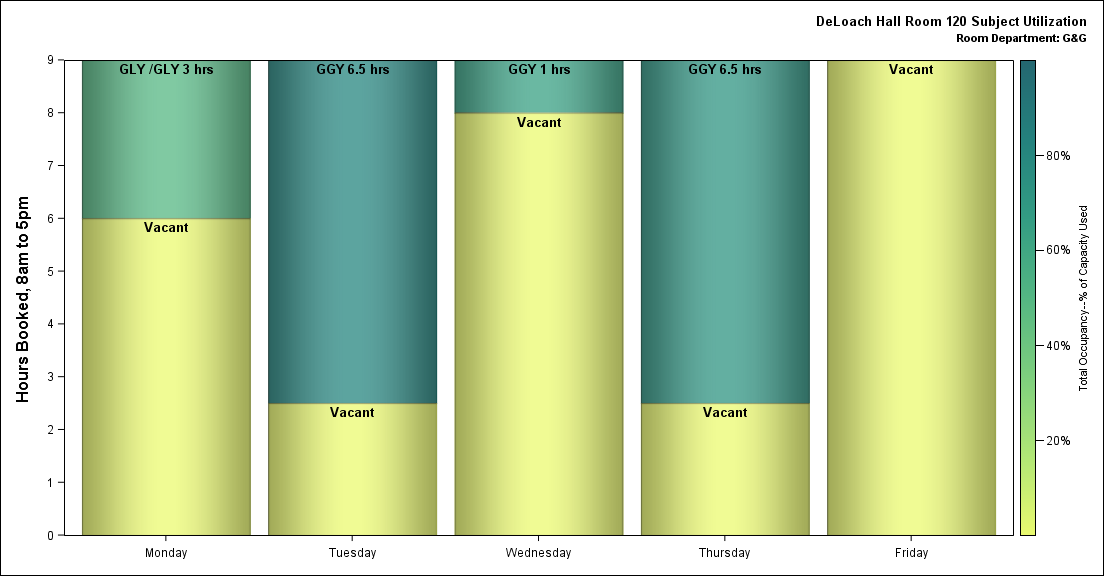 DeLoach Hall Room 120 Subject Utilization
Room Department: G&G
Hours Booked, 8am to 5pm
9
8
7
6
5
4
3
2
1
0
GLY /GLY 3 hrs
Vacant
GGY 6.5 hrs
Vacant
GGY 1 hrs
Vacant
GGY 6.5 hrs
Vacant
Vacant
Monday
Tuesday
Wednesday
Thursday
Friday
80%
60%
40%
20%
Total Occupancy--% of Capacity Used